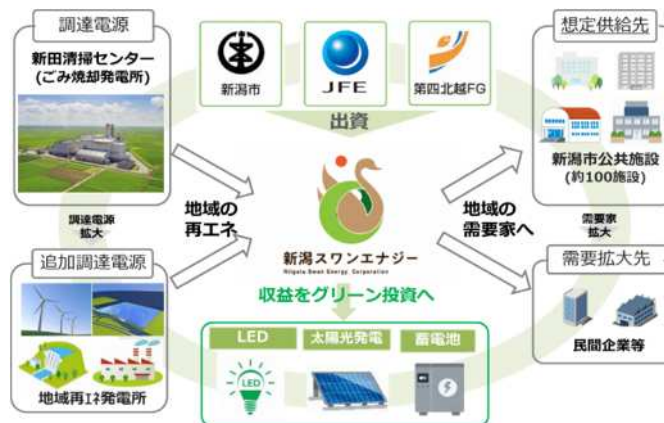 調達電源
新田清掃センター
(ごみ焼却発電所)
新潟市
JFE
第四北越FG
出資
想定供給先
新潟市公共施設
(約100施設)
地域の
再エネ
地域の
需要家へ
調達電源
拡大
需要家
拡大
新潟スワンエナジー
Niigata Swan Energy Corporation
追加調達電源
地域再エネ発電所
収益をグリーン投資へ
LED
太陽光発電
蓄電池
LED
需要拡大先
民間企業等